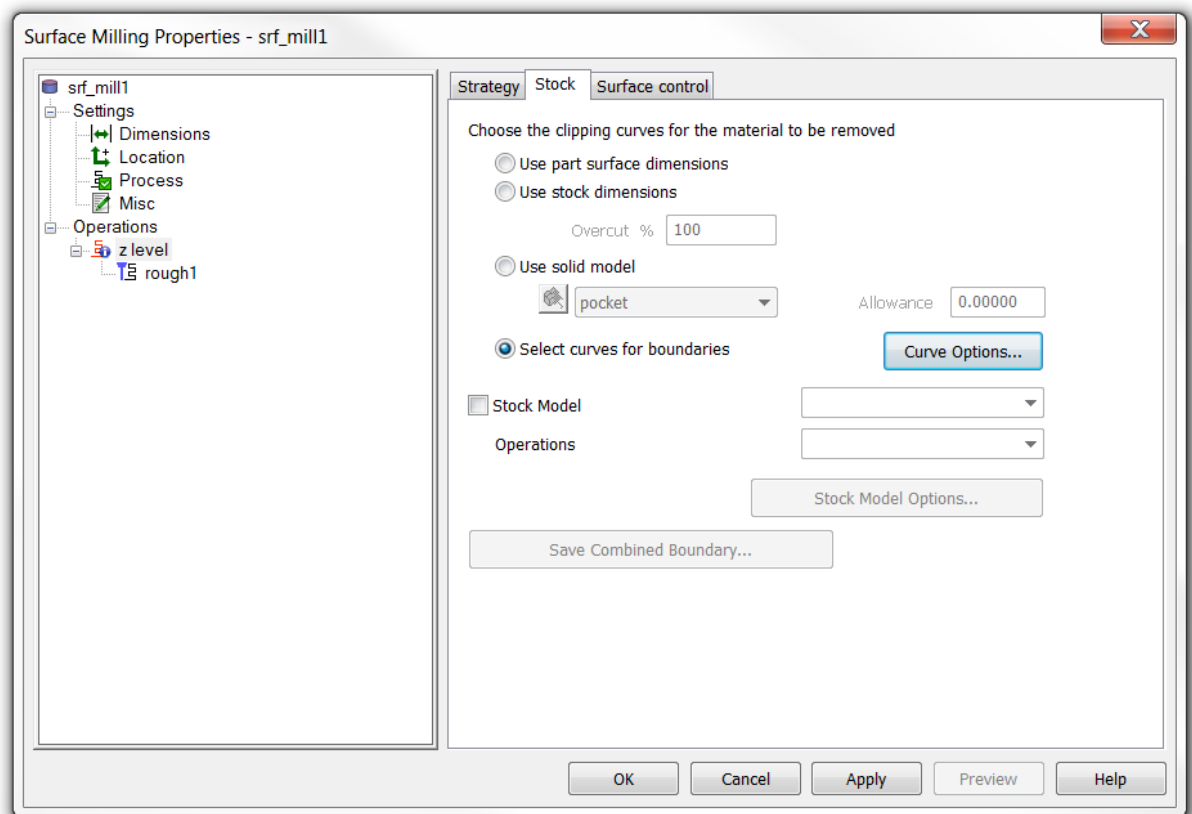 Surface Milling Properties - srf_mill1
srf_mill1
Settings
Dimensions
Location
Process
Misc
Operations
z level
rough1
Strategy Stock Surface control
Choose the clipping curves for the material to be removed
Use part surface dimensions
Use stock dimensions
Overcut % 100
Use solid model
pocket Allowance 0.00000
Select curves for boundaries Curve Options...
Stock Model
Operations
Stock Model Options...
Save Combined Boundary...
OK Cancel Apply Preview Help